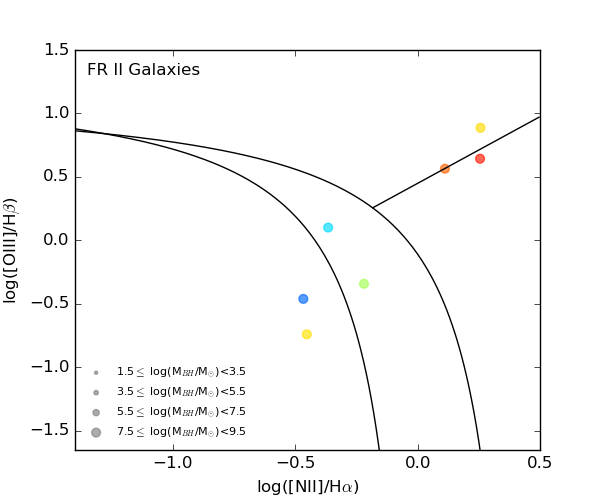 FR II Galaxies
1.5
1.0
0.5
0.0
−0.5
−1.0
−1.5
log([OIII]/Hβ)
1.5≤ log(M_BH/M_⊙)<3.5
3.5≤ log(M_BH/M_⊙)<5.5
5.5≤ log(M_BH/M_⊙)<7.5
7.5≤ log(M_BH/M_⊙)<9.5
−1.0 −0.5 0.0 0.5
log([NII]/Hα)